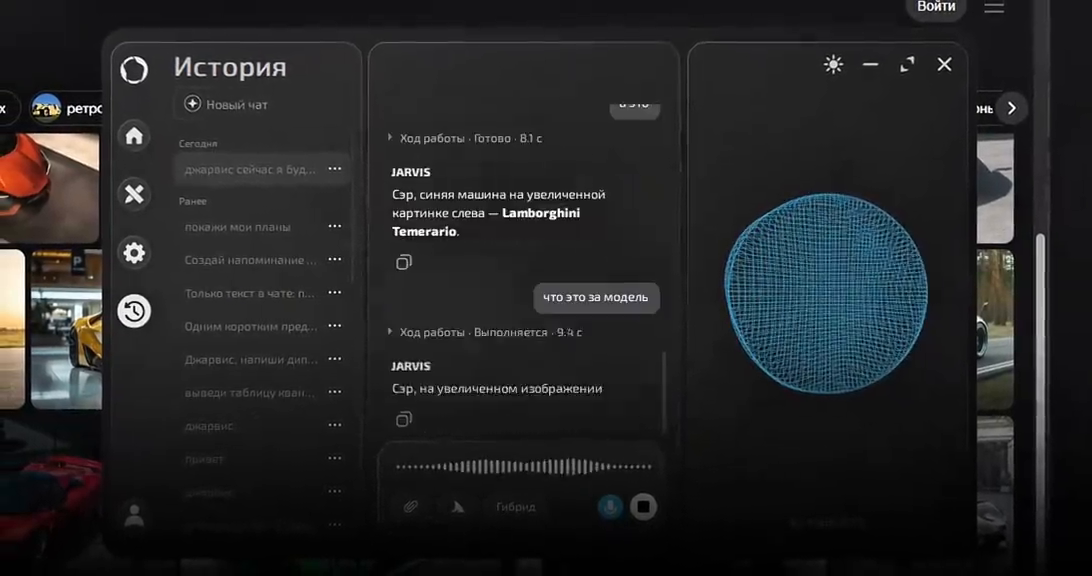 Войти
История
Новый чат
ретро
Сегодня
джарвис сейчас я буд...
Ранее
покажи мои планы
Создай напоминание ...
Только текст в чате: п...
Одним коротким пред...
Джарвис, напиши дип...
выведи таблицу кван...
джарвис
привет
Ход работы · Готово · 8.1 с
JARVIS
Сэр, синяя машина на увеличенной
картинке слева — Lamborghini
Temerario.
что это за модель
Ход работы · Выполняется · 9.4 с
JARVIS
Сэр, на увеличенном изображении
Гибрид